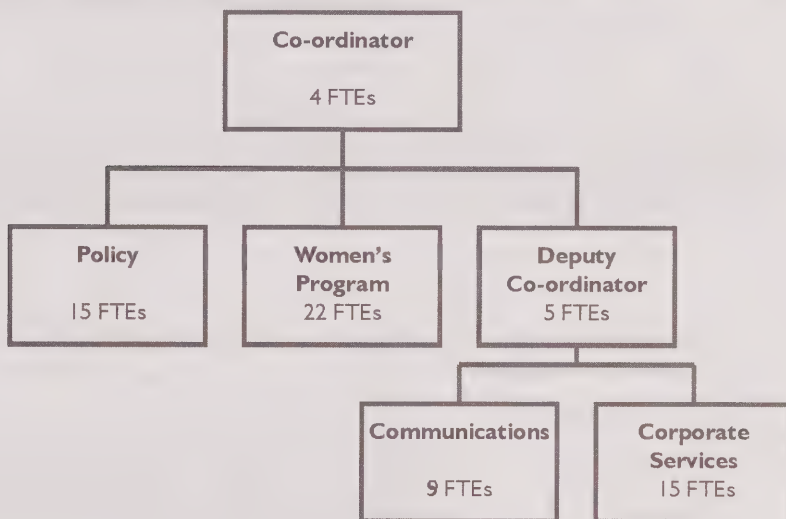 Co-ordinator
4 FTEs
Policy
15 FTEs
Women's
Program
22 FTEs
Deputy
Co-ordinator
5 FTEs
Communications
9 FTEs
Corporate
Services
15 FTEs